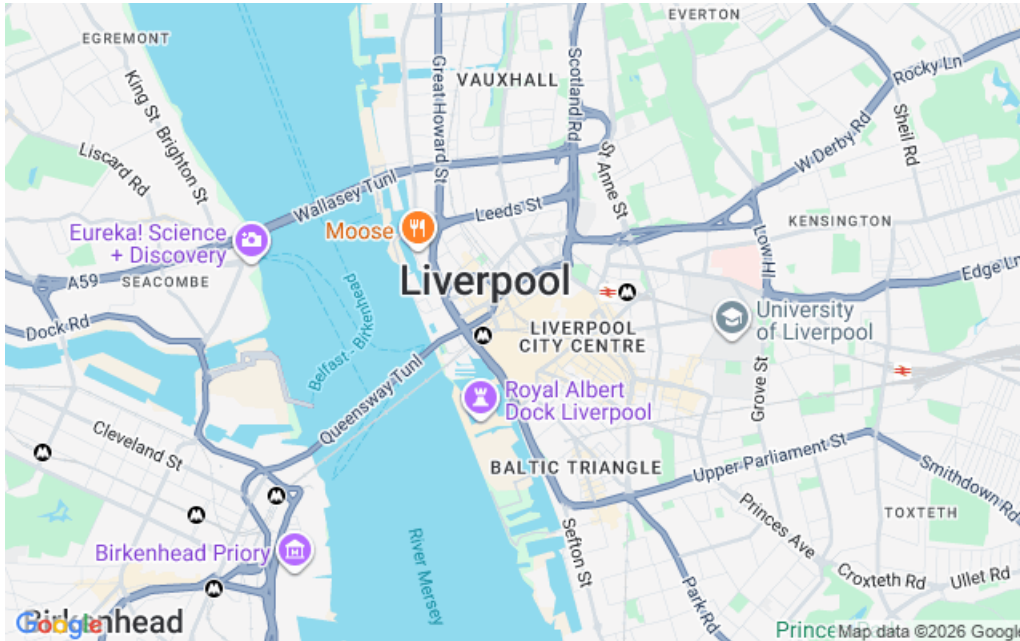 EVERTON
EGREMONT
Rocky Ln
VAUXHALL
Great Howard St
Scotland Rd
King St
Brighton St
Sheil Rd
W Derby Rd
Liscard Rd
St Anne St
Wallasey Tunl
Leeds St
Moose
KENSINGTON
Eureka! Science
+ Discovery
Low Hl
Edge Ln
A59
SEACOMBE
Liverpool
Dock Rd
Belfast - Birkenhead
LIVERPOOL
CITY CENTRE
University
of Liverpool
Queensway Tunl
Grove St
Royal Albert
Dock Liverpool
Cleveland St
Upper Parliament St
BALTIC TRIANGLE
Smithdown Rd
TOXTETH
Princes Ave
Sefton St
River Mersey
Birkenhead Priory
Croxteth Rd
Ullet Rd
Park Rd
Birkenhead
Google
Map data ©2026 Google